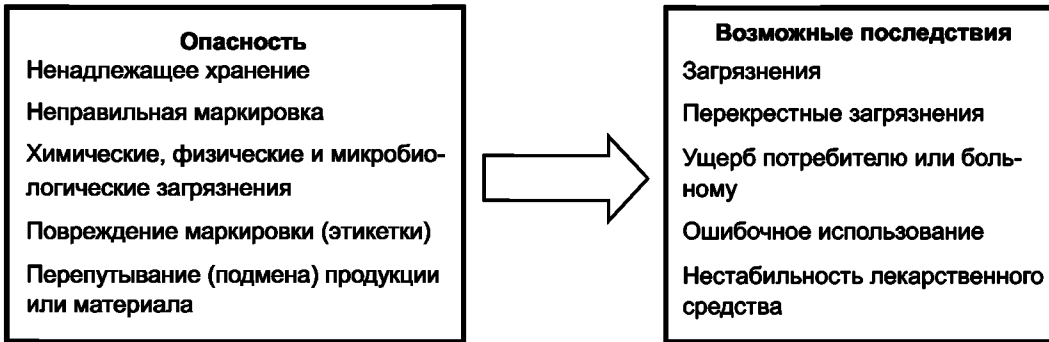 Опасность
Ненадлежащее хранение
Неправильная маркировка
Химические, физические и микробио-
логические загрязнения
Повреждение маркировки (этикетки)
Перепутывание (подмена) продукции
или материала
Возможные последствия
Загрязнения
Перекрестные загрязнения
Ущерб потребителю или боль-
ному
Ошибочное использование
Нестабильность лекарственного
средства